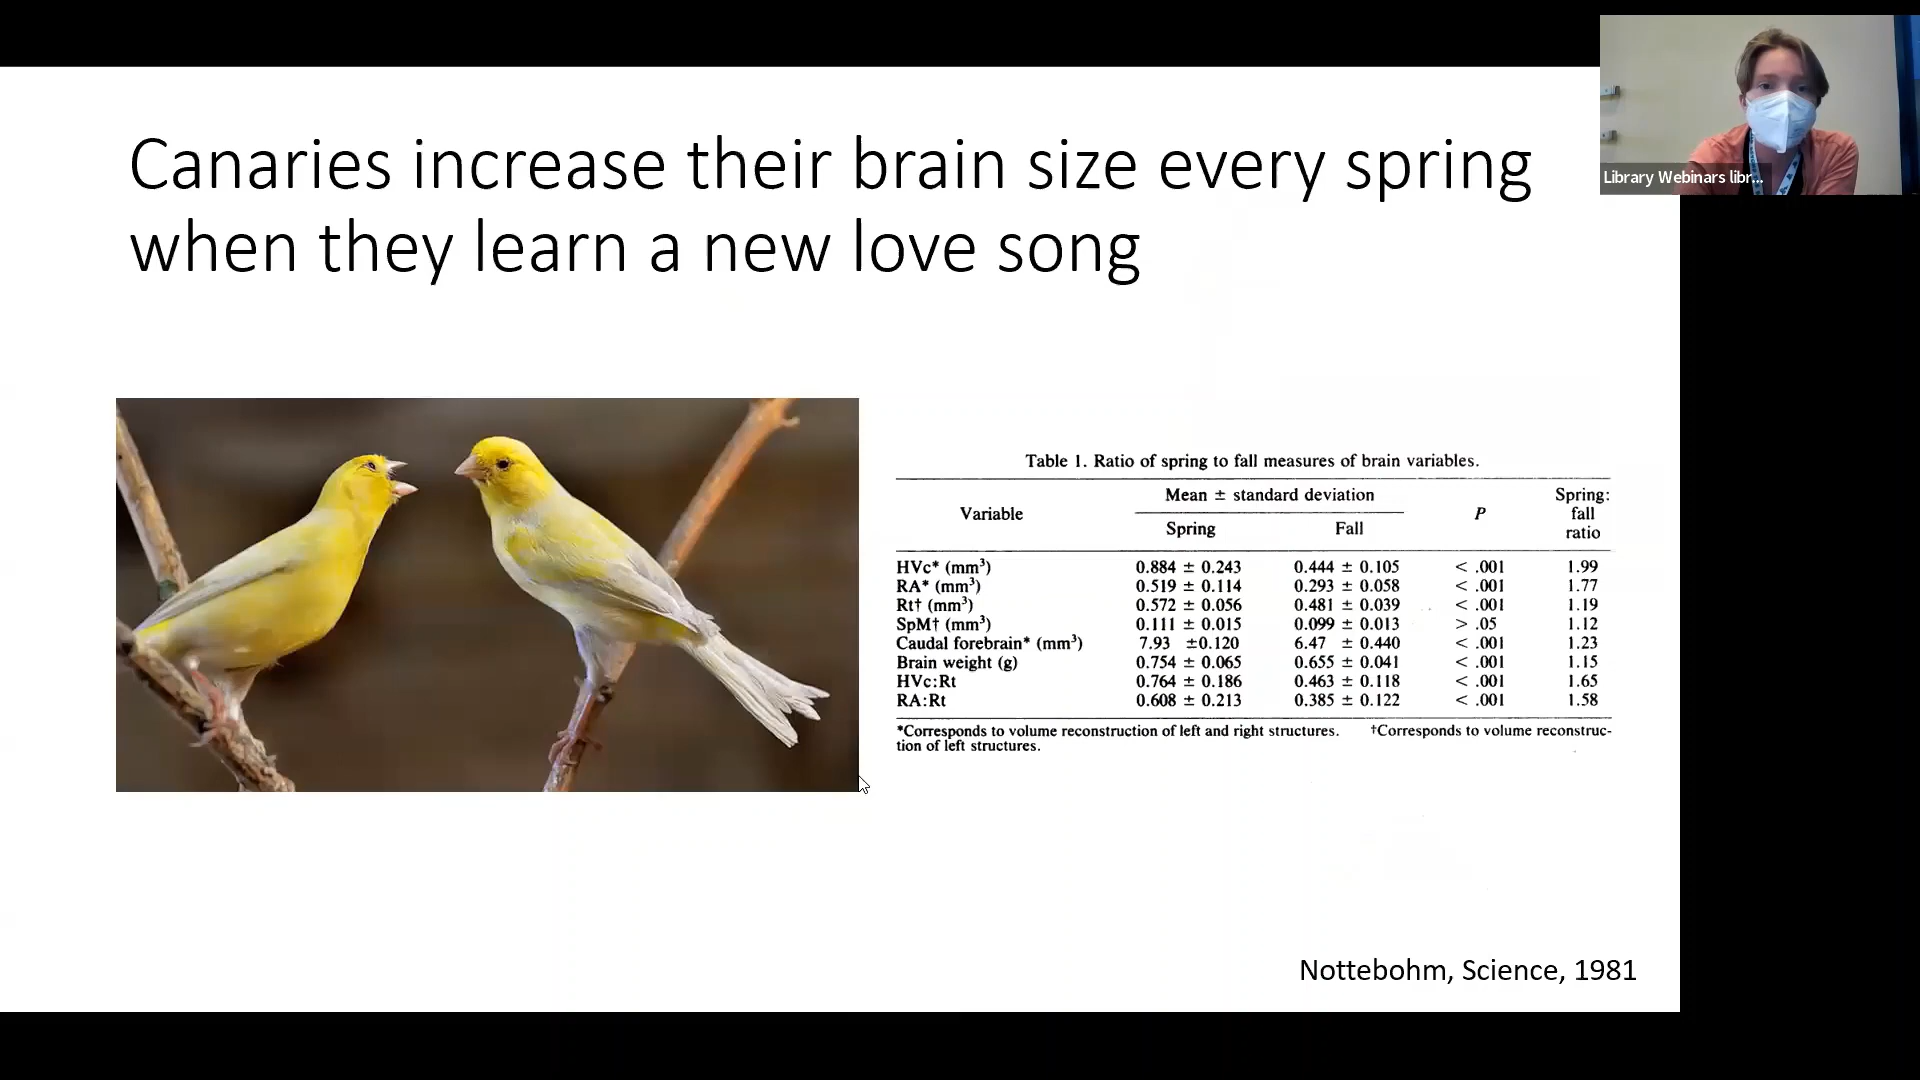 Canaries increase their brain size every spring
when they learn a new love song
Library Webinars libr...
Table 1. Ratio of spring to fall measures of brain variables.
Variable Mean ± standard deviation P Spring: fall ratio
Spring Fall
HVc* (mm³) 0.884 ± 0.243 0.444 ± 0.105 < .001 1.99
RA* (mm³) 0.519 ± 0.114 0.293 ± 0.058 < .001 1.77
Rt† (mm³) 0.572 ± 0.056 0.481 ± 0.039 < .001 1.19
SpM† (mm³) 0.111 ± 0.015 0.099 ± 0.013 > .05 1.12
Caudal forebrain* (mm³) 7.93 ±0.120 6.47 ± 0.440 < .001 1.23
Brain weight (g) 0.754 ± 0.065 0.655 ± 0.041 < .001 1.15
HVc:Rt 0.764 ± 0.186 0.463 ± 0.118 < .001 1.65
RA:Rt 0.608 ± 0.213 0.385 ± 0.122 < .001 1.58
*Corresponds to volume reconstruction of left and right structures. †Corresponds to volume reconstruc-
tion of left structures.
Nottebohm, Science, 1981